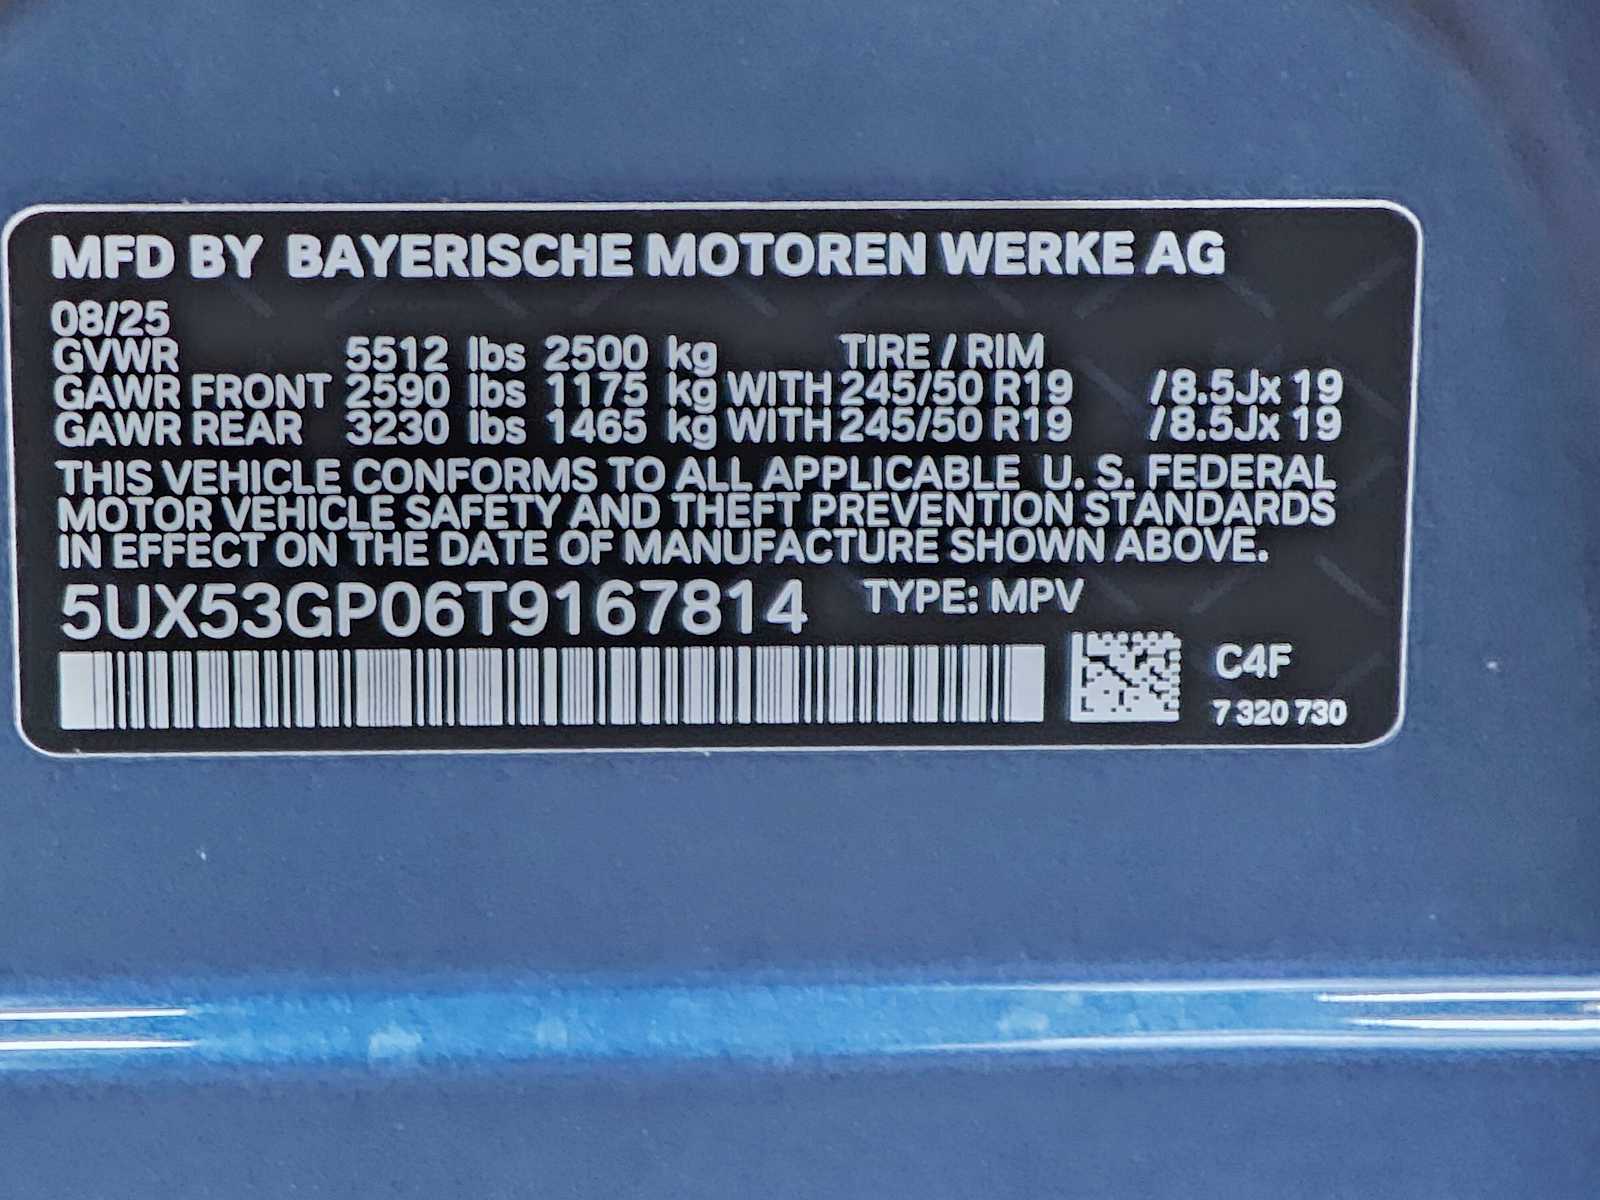 MFD BY BAYERISCHE MOTOREN WERKE AG
08/25
GVWR 5512 lbs 2500 kg TIRE / RIM
GAWR FRONT 2590 lbs 1175 kg WITH 245/50 R19 /8.5Jx 19
GAWR REAR 3230 lbs 1465 kg WITH 245/50 R19 /8.5Jx 19
THIS VEHICLE CONFORMS TO ALL APPLICABLE U. S. FEDERAL
MOTOR VEHICLE SAFETY AND THEFT PREVENTION STANDARDS
IN EFFECT ON THE DATE OF MANUFACTURE SHOWN ABOVE.
5UX53GP06T9167814 TYPE: MPV
C4F
7 320 730